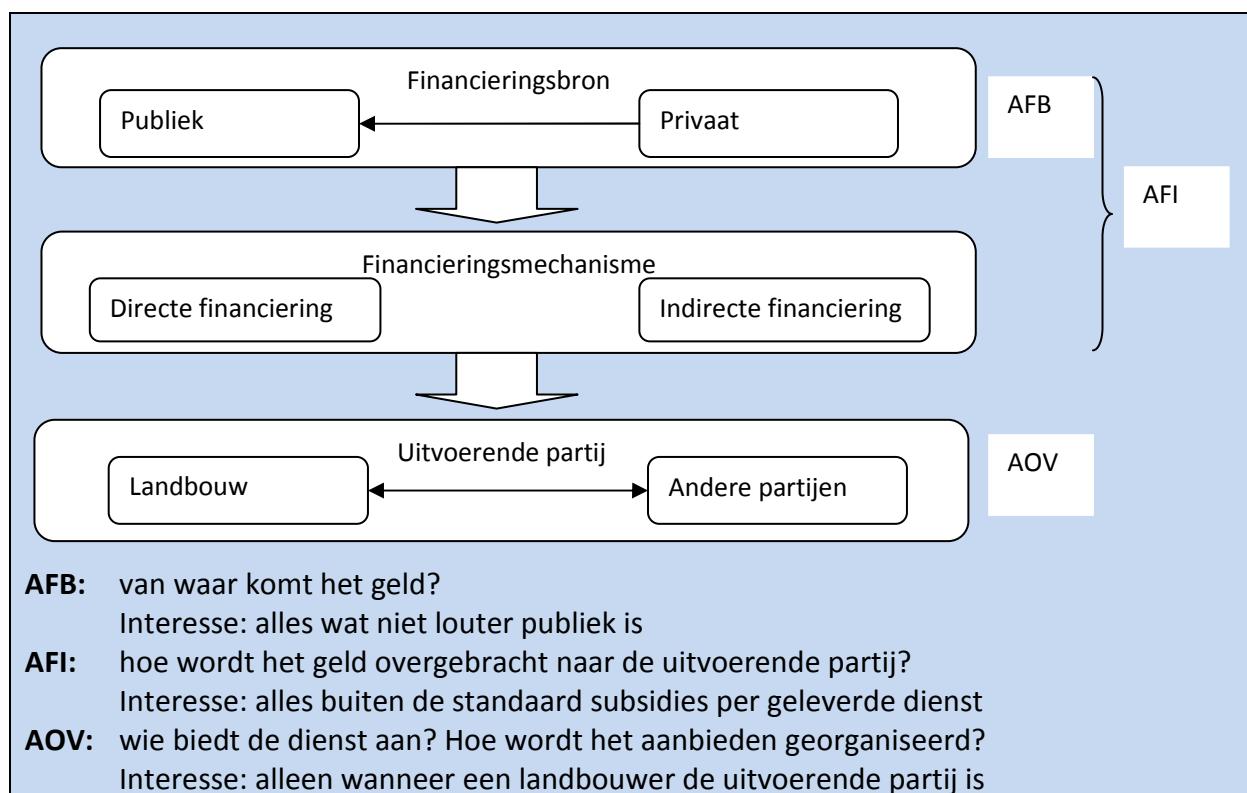 Financieringsbron
Publiek
Privaat
AFB
AFI
Financieringsmechanisme
Directe financiering
Indirecte financiering
Uitvoerende partij
Landbouw
Andere partijen
AOV
AFB: van waar komt het geld?
Interesse: alles wat niet louter publiek is
AFI: hoe wordt het geld overgebracht naar de uitvoerende partij?
Interesse: alles buiten de standaard subsidies per geleverde dienst
AOV: wie biedt de dienst aan? Hoe wordt het aanbieden georganiseerd?
Interesse: alleen wanneer een landbouwer de uitvoerende partij is